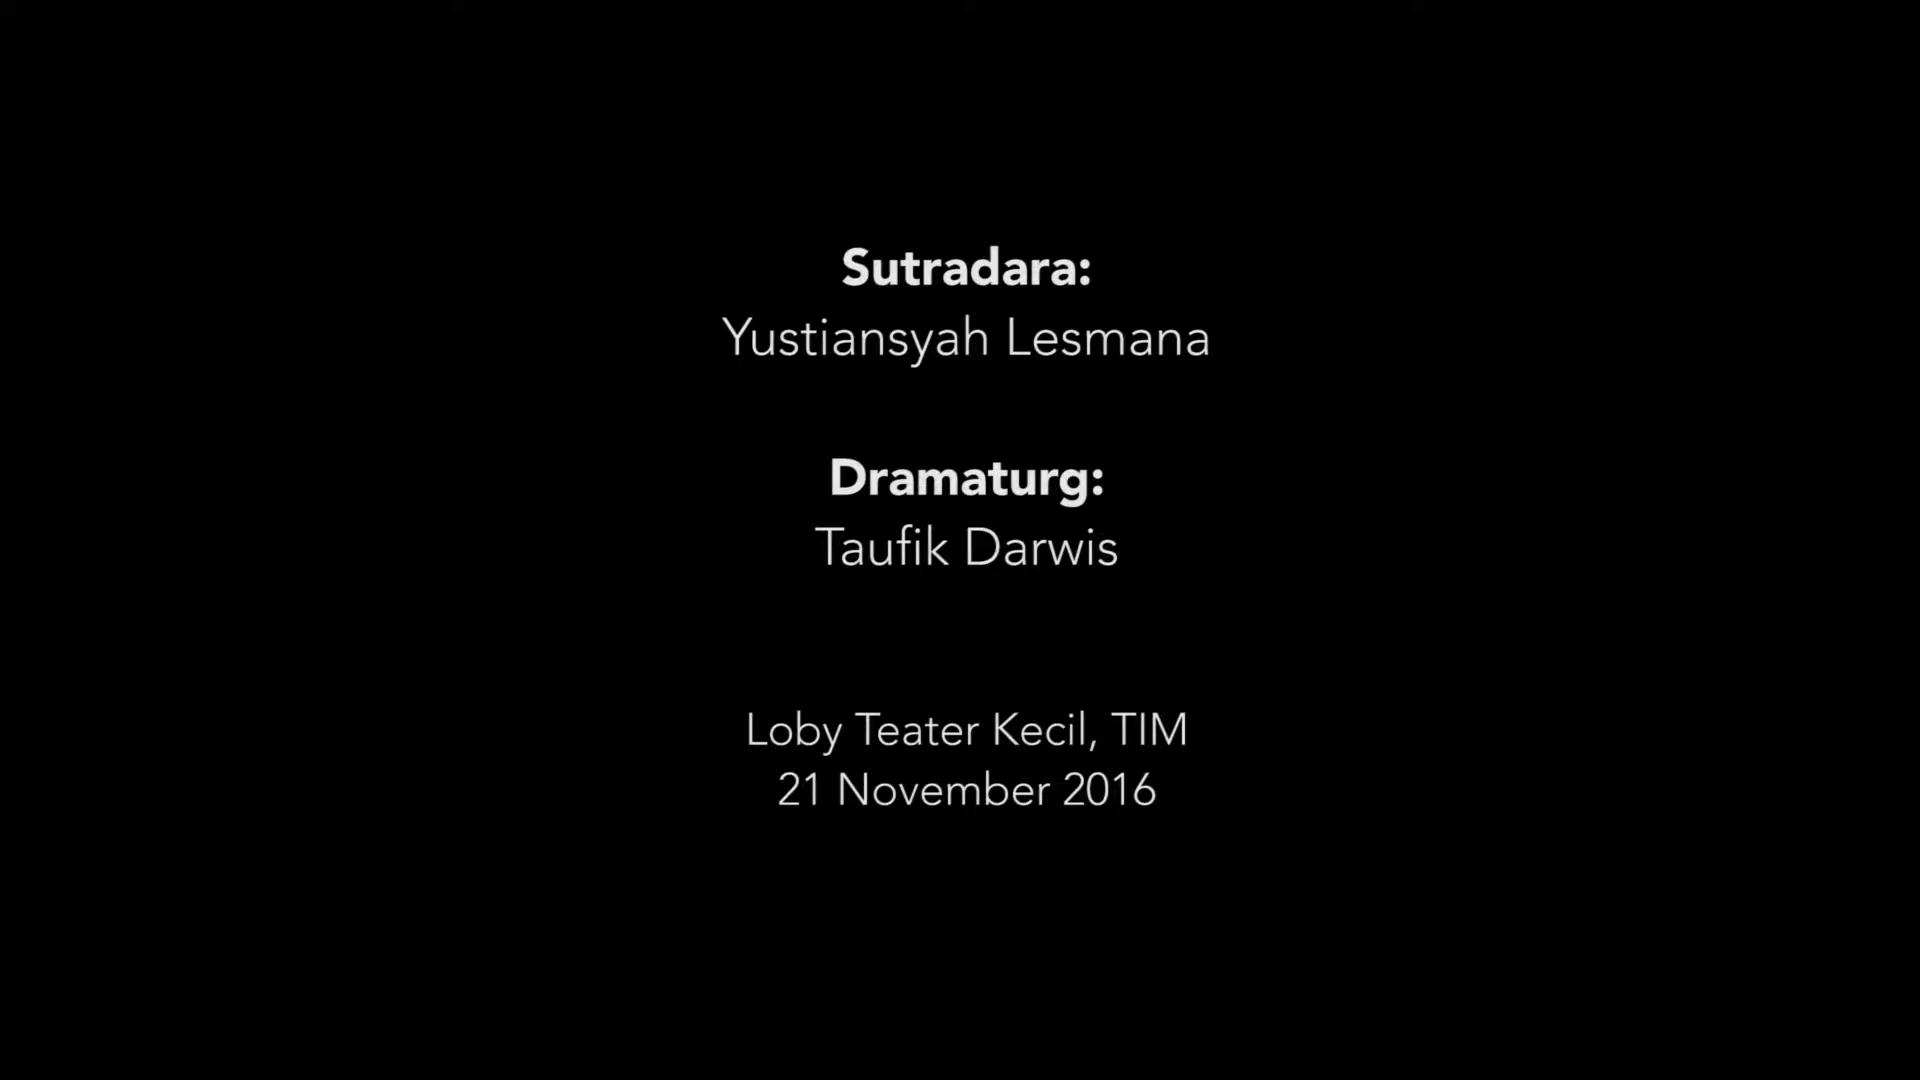 Sutradara:
Yustiansyah Lesmana
Dramaturg:
Taufik Darwis
Loby Teater Kecil, TIM
21 November 2016